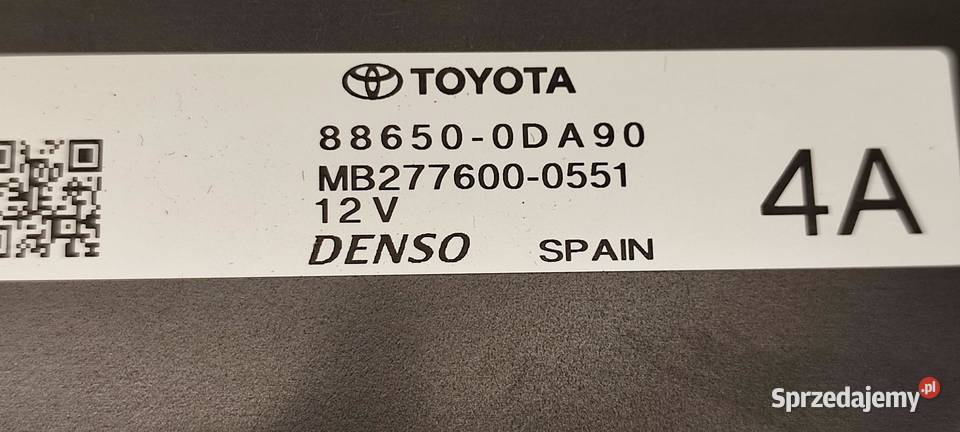 TOYOTA
88650-0DA90
MB277600-0551
12V
DENSO SPAIN
4A
Sprzedajemy.pl